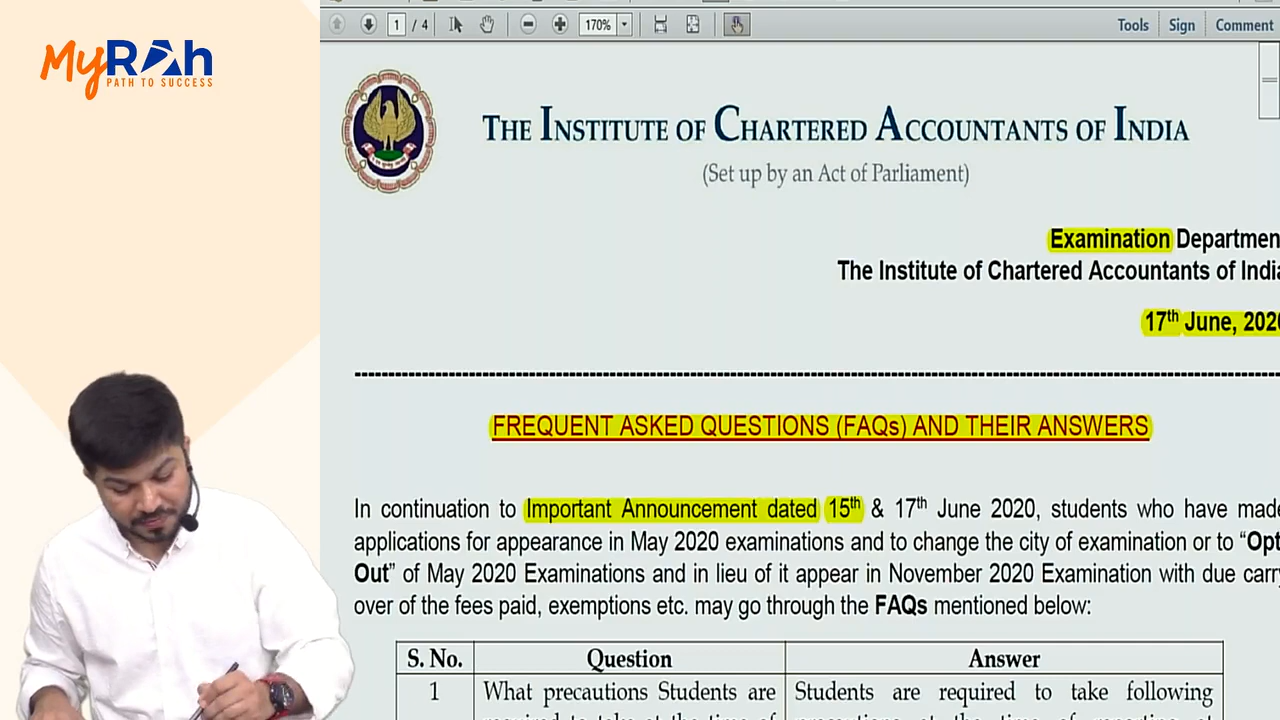 MyRAh
PATH TO SUCCESS
1 / 4
170%
Tools
Sign
Comment
THE INSTITUTE OF CHARTERED ACCOUNTANTS OF INDIA
(Set up by an Act of Parliament)
Examination Departmen
The Institute of Chartered Accountants of India
17th June, 2020
FREQUENT ASKED QUESTIONS (FAQs) AND THEIR ANSWERS
In continuation to Important Announcement dated 15th & 17th June 2020, students who have made
applications for appearance in May 2020 examinations and to change the city of examination or to “Opt
Out” of May 2020 Examinations and in lieu of it appear in November 2020 Examination with due carry
over of the fees paid, exemptions etc. may go through the FAQs mentioned below:
S. No. Question Answer
1 What precautions Students are Students are required to take following